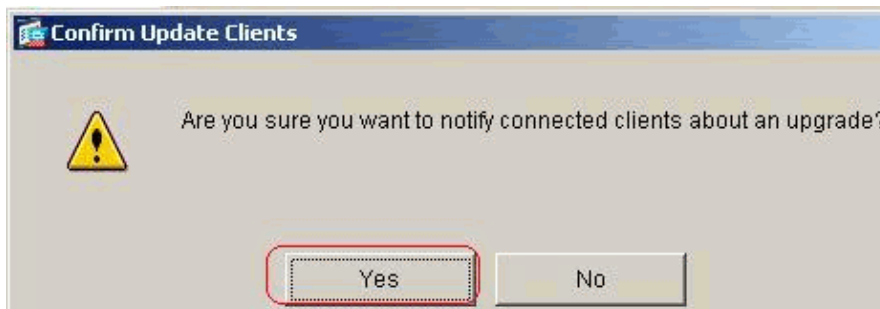 Confirm Update Clients
Are you sure you want to notify connected clients about an upgrade?
Yes
No